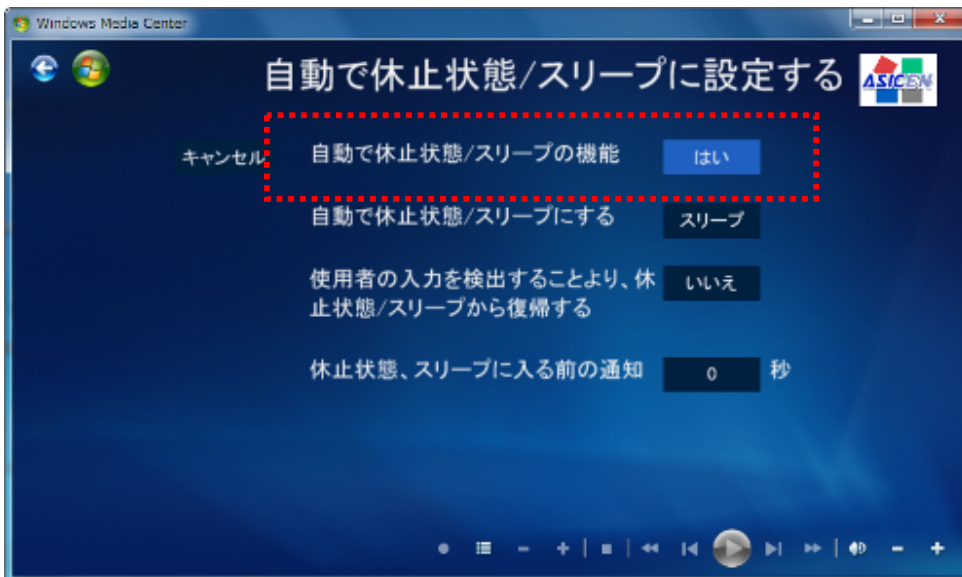 Windows Media Center
自動で休止状態/スリープに設定する
ASICEN
キャンセル
自動で休止状態/スリープの機能 はい
自動で休止状態/スリープにする スリープ
使用者の入力を検出することより、休 いいえ
止状態/スリープから復帰する
休止状態、スリープに入る前の通知 0 秒